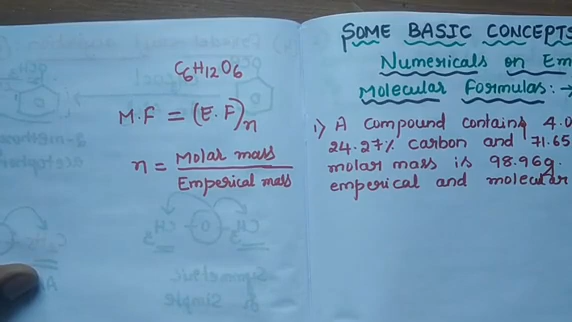 C6H12O6
M.F = (E.F)n
n = Molar mass
Emperical mass
SOME BASIC CONCEPTS
Numericals on Em
Molecular Formulas:→
1) A compound contains 4.0
24.27% carbon and 71.65
molar mass is 98.96g.
emperical and molecular